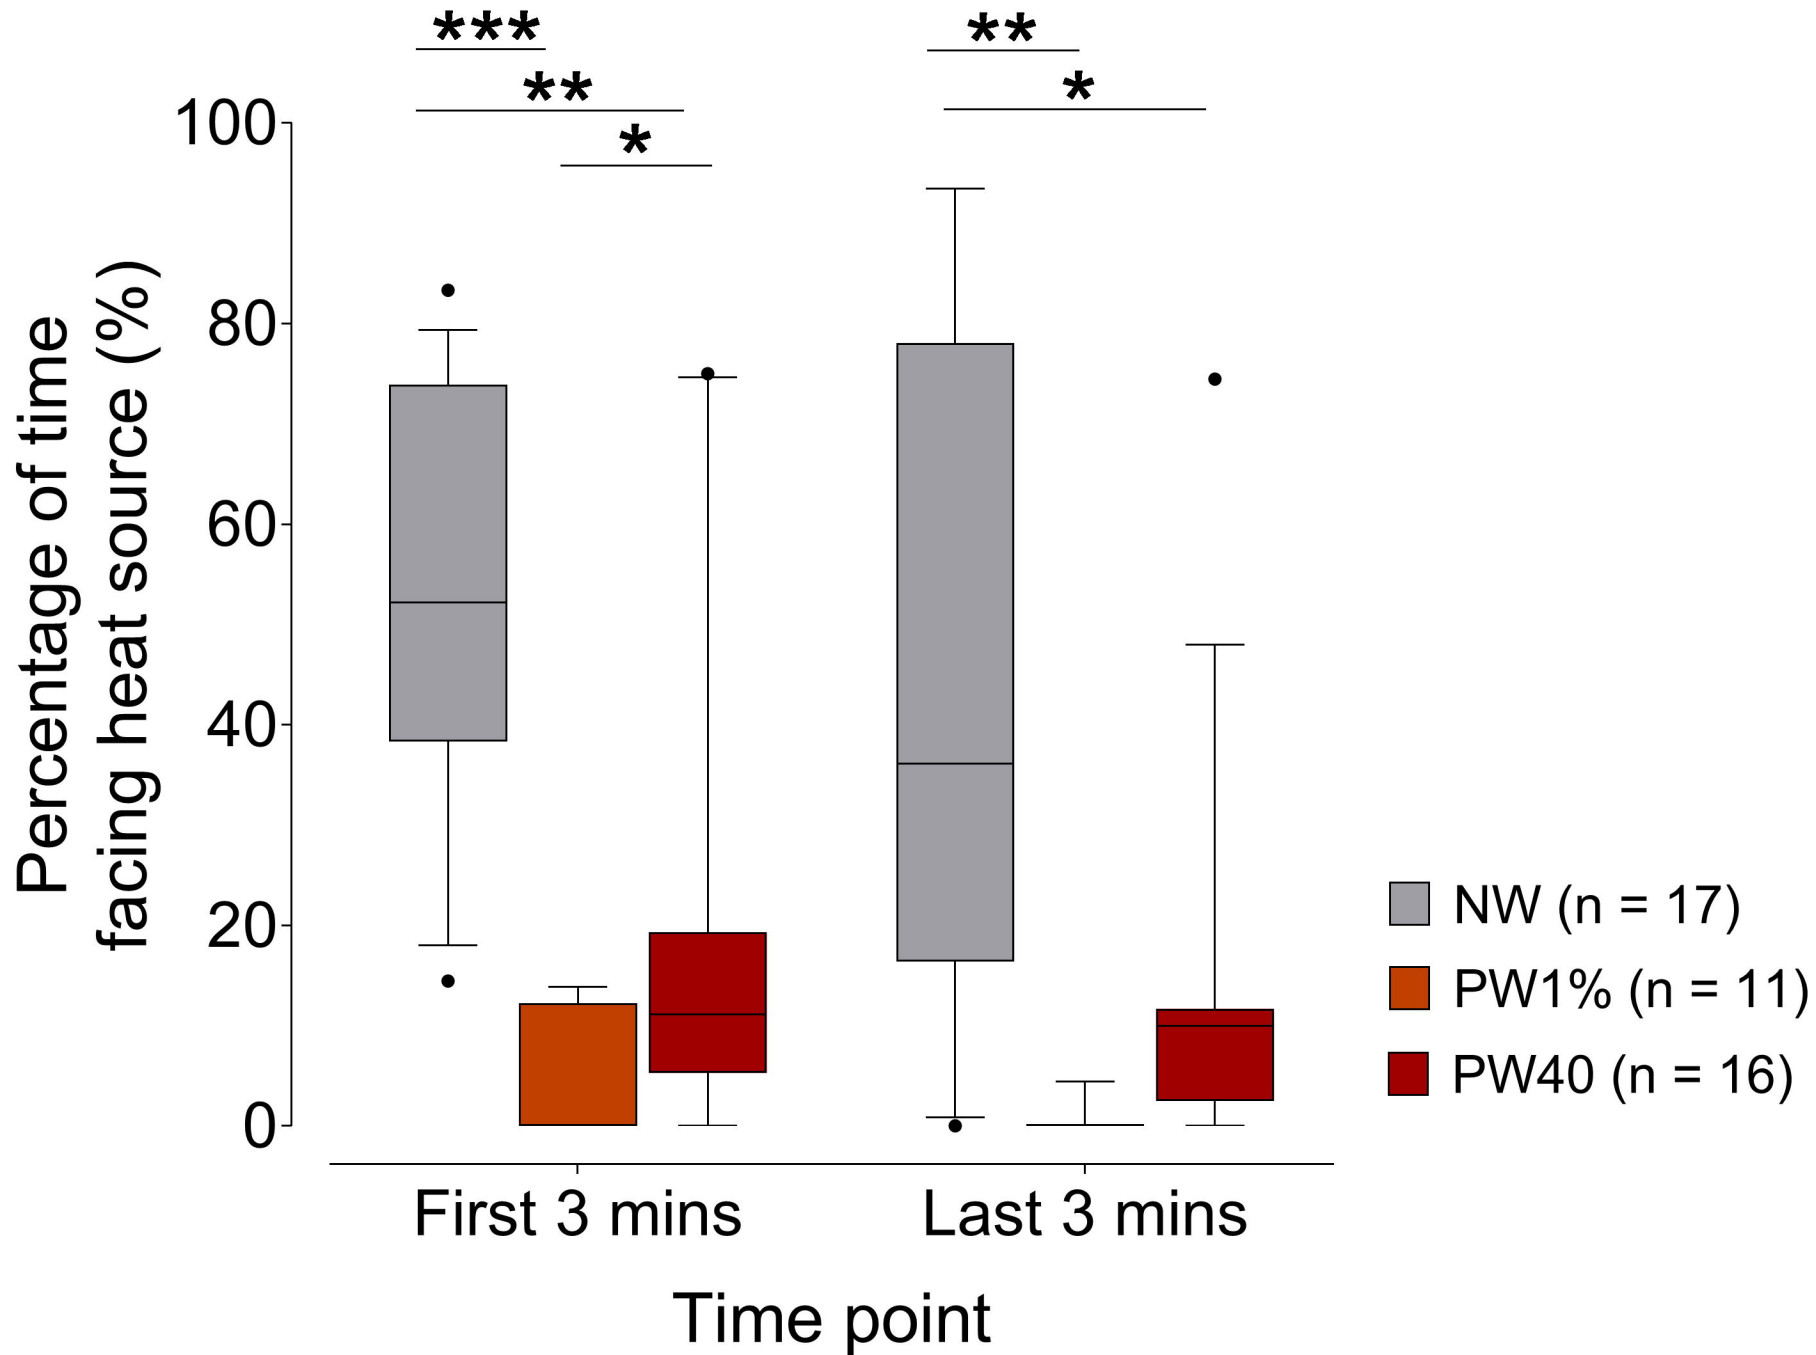 ***
**
**
*
*
Percentage of time
facing heat source (%)
100
80
60
40
20
0
First 3 mins
Last 3 mins
Time point
NW (n = 17)
PW1% (n = 11)
PW40 (n = 16)